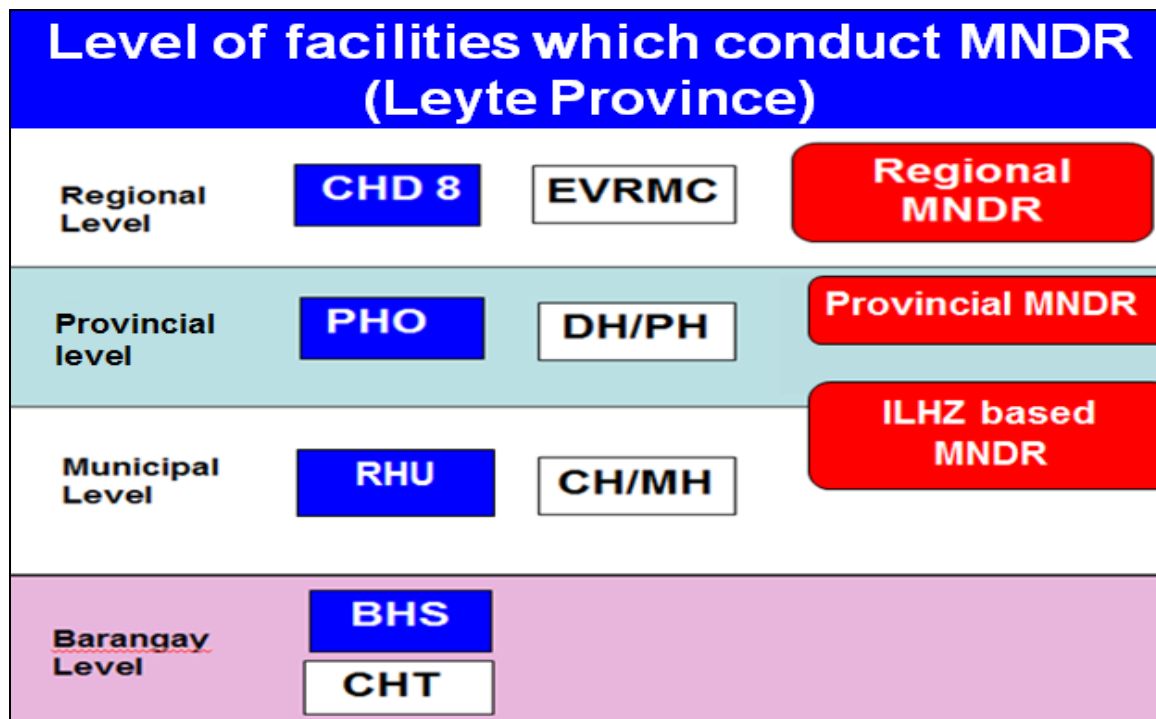 Level of facilities which conduct MNDR
(Leyte Province)
Regional
Level
CHD 8
EVRMC
Regional
MNDR
Provincial
level
PHO
DH/PH
Provincial MNDR
ILHZ based
MNDR
Municipal
Level
RHU
CH/MH
Barangay
Level
BHS
CHT